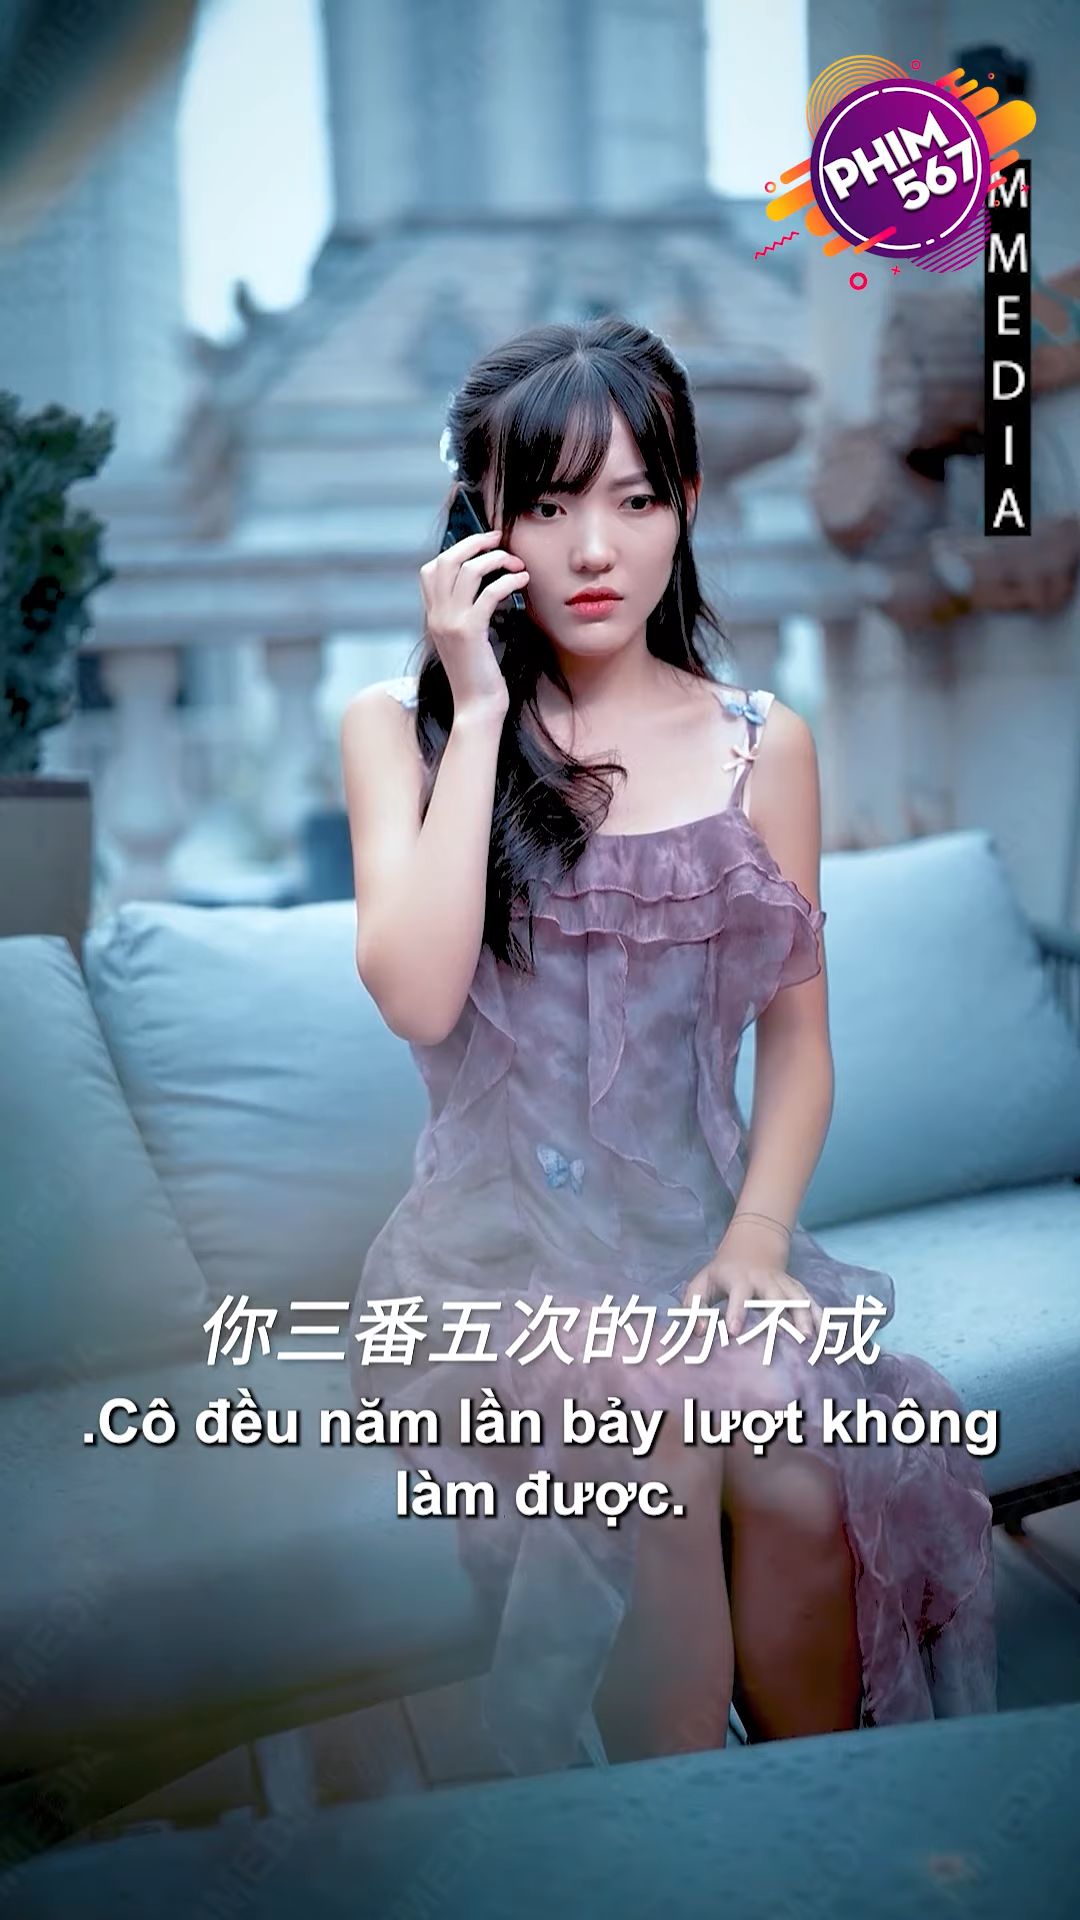 PHIM
567
MMEDIA
你三番五次的办不成
.Cô đều năm lần bảy lượt không
làm được.